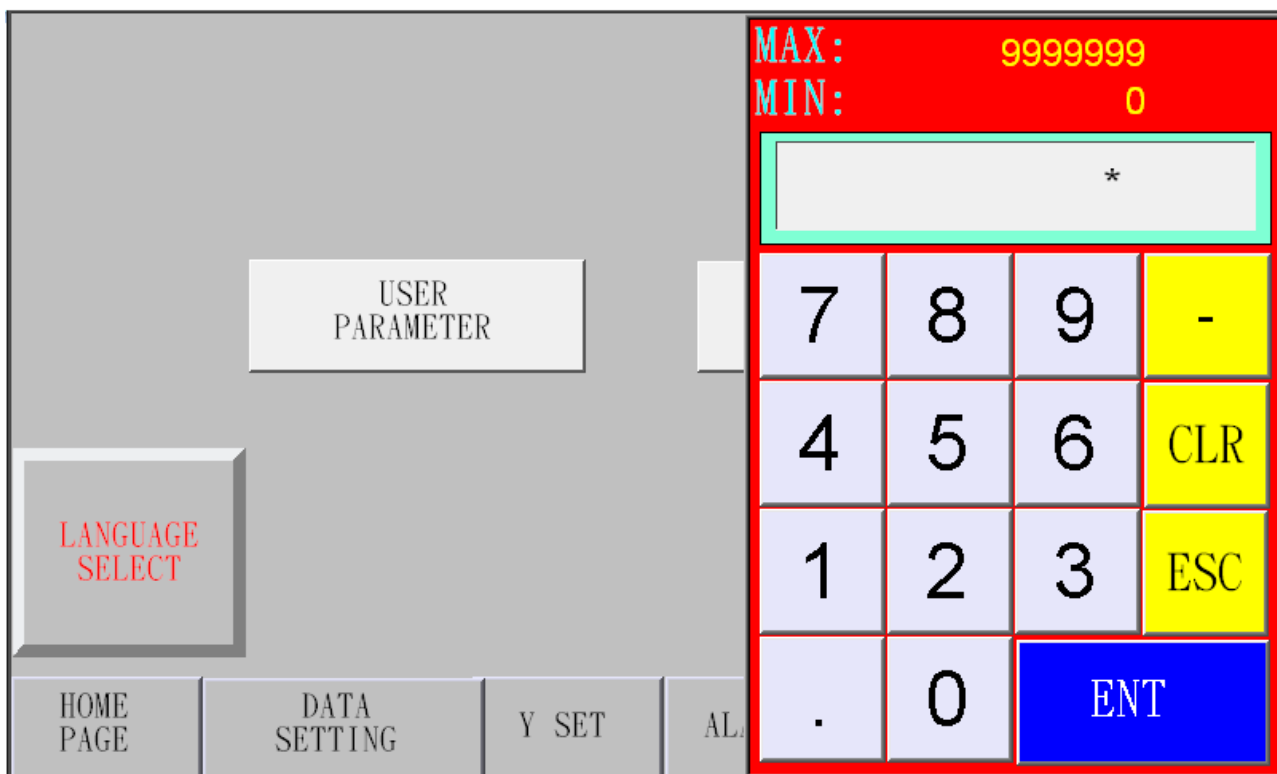 MAX: 9999999
MIN: 0
*
USER
PARAMETER
7 8 9 -
4 5 6 CLR
LANGUAGE
SELECT
1 2 3 ESC
. 0 ENT
HOME
PAGE
DATA
SETTING
Y SET